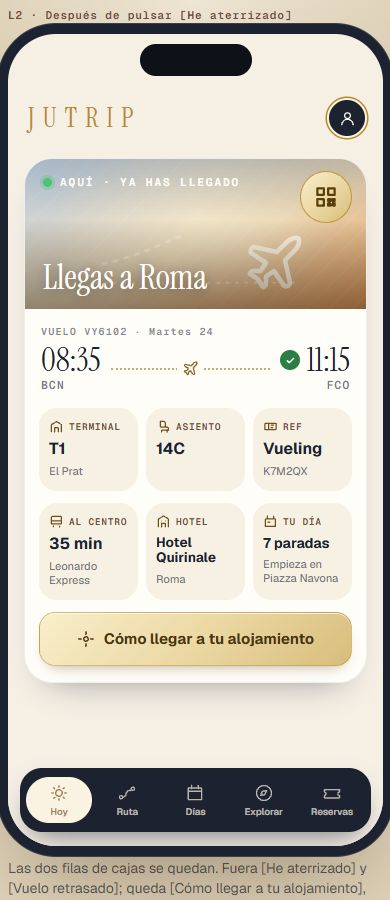 L2 · Después de pulsar [He aterrizado]
JUTRIP
AQUÍ · YA HAS LLEGADO
Llegas a Roma
VUELO VY6102 · Martes 24
08:35 11:15
BCN FCO
TERMINAL ASIENTO REF
T1 14C Vueling
El Prat K7M2QX
AL CENTRO HOTEL TU DÍA
35 min Hotel Quirinale 7 paradas
Leonardo Express Roma Empieza en Piazza Navona
Cómo llegar a tu alojamiento
Hoy Ruta Días Explorar Reservas
Las dos filas de cajas se quedan. Fuera [He aterrizado] y
[Vuelo retrasado]; queda [Cómo llegar a tu alojamiento],